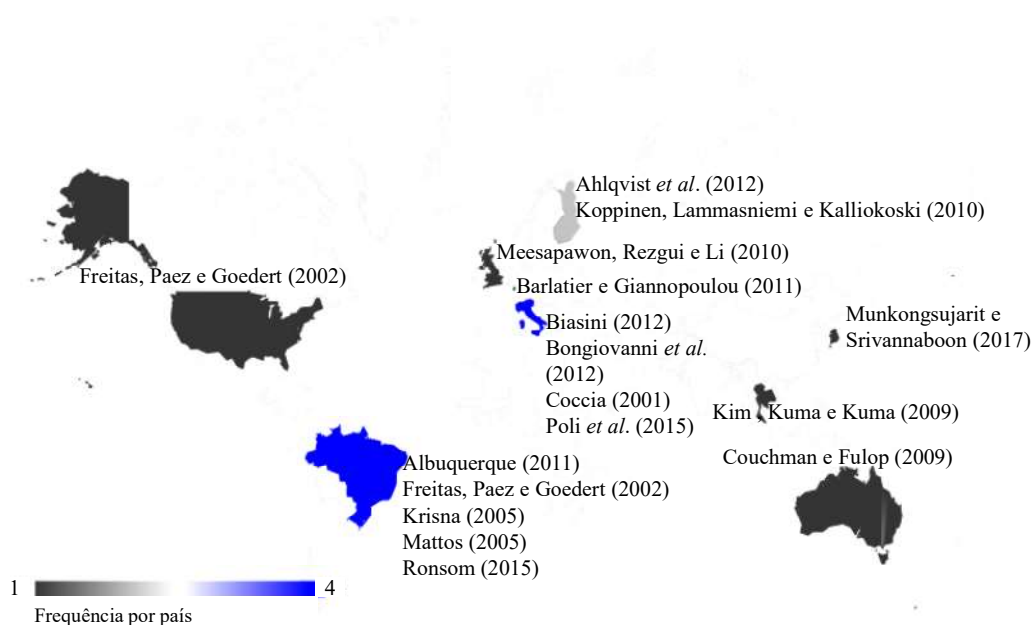 Ahlqvist et al. (2012)
Koppinen, Lammasniemi e Kalliokoski (2010)
Meesapawon, Rezgui e Li (2010)
Freitas, Paez e Goedert (2002)
Barlatier e Giannopoulou (2011)
Munkongsujarit e
Srivannaboon (2017)
Biasini (2012)
Bongiovanni et al.
(2012)
Coccia (2001)
Poli et al. (2015)
Kim Kuma e Kuma (2009)
Couchman e Fulop (2009)
Albuquerque (2011)
Freitas, Paez e Goedert (2002)
Krisna (2005)
Mattos (2005)
Ronsom (2015)
1 4
Frequência por país